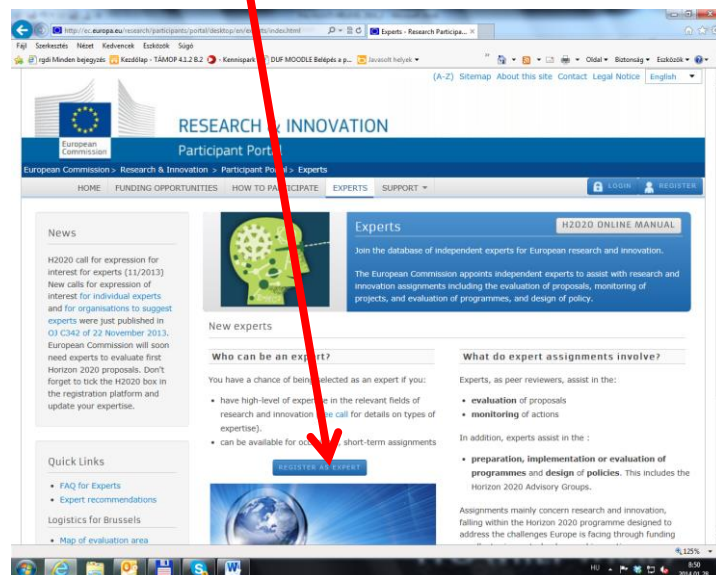 http://ec.europa.eu/research/participants/portal/desktop/en/experts/index.html
Experts - Research Participa...
Fájl Szerkesztés Nézet Kedvencek Eszközök Súgó
rgdi Minden bejegyzés Kezdőlap - TÁMOP 4.1.2 B.2 - Kennispark DUF MOODLE Belépés a p... Javasolt helyek Oldal Biztonság Eszközök
(A-Z) Sitemap About this site Contact Legal Notice English
European
Commission
RESEARCH & INNOVATION
Participant Portal
European Commission > Research & Innovation > Participant Portal > Experts
HOME FUNDING OPPORTUNITIES HOW TO PARTICIPATE EXPERTS SUPPORT LOGIN REGISTER
News
H2020 call for expression for
interest for experts (11/2013)
New calls for expression of
interest for individual experts
and for organisations to suggest
experts were just published in
OJ C342 of 22 November 2013.
European Commission will soon
need experts to evaluate first
Horizon 2020 proposals. Don't
forget to tick the H2020 box in
the registration platform and
update your expertise.
Quick Links
• FAQ for Experts
• Expert recommendations
Logistics for Brussels
• Map of evaluation area
Experts
H2020 ONLINE MANUAL
Join the database of independent experts for European research and innovation.
The European Commission appoints independent experts to assist with research and
innovation assignments including the evaluation of proposals, monitoring of
projects, and evaluation of programmes, and design of policy.
New experts
Who can be an expert?
You have a chance of being selected as an expert if you:
• have high-level of expertise in the relevant fields of
research and innovation (see call for details on types of
expertise).
• can be available for occasional, short-term assignments
REGISTER AS EXPERT
What do expert assignments involve?
Experts, as peer reviewers, assist in the:
• evaluation of proposals
• monitoring of actions
In addition, experts assist in the :
• preparation, implementation or evaluation of
programmes and design of policies. This includes the
Horizon 2020 Advisory Groups.
Assignments mainly concern research and innovation,
falling within the Horizon 2020 programme designed to
address the challenges Europe is facing through funding
125%
HU
8:50
2014.01.28